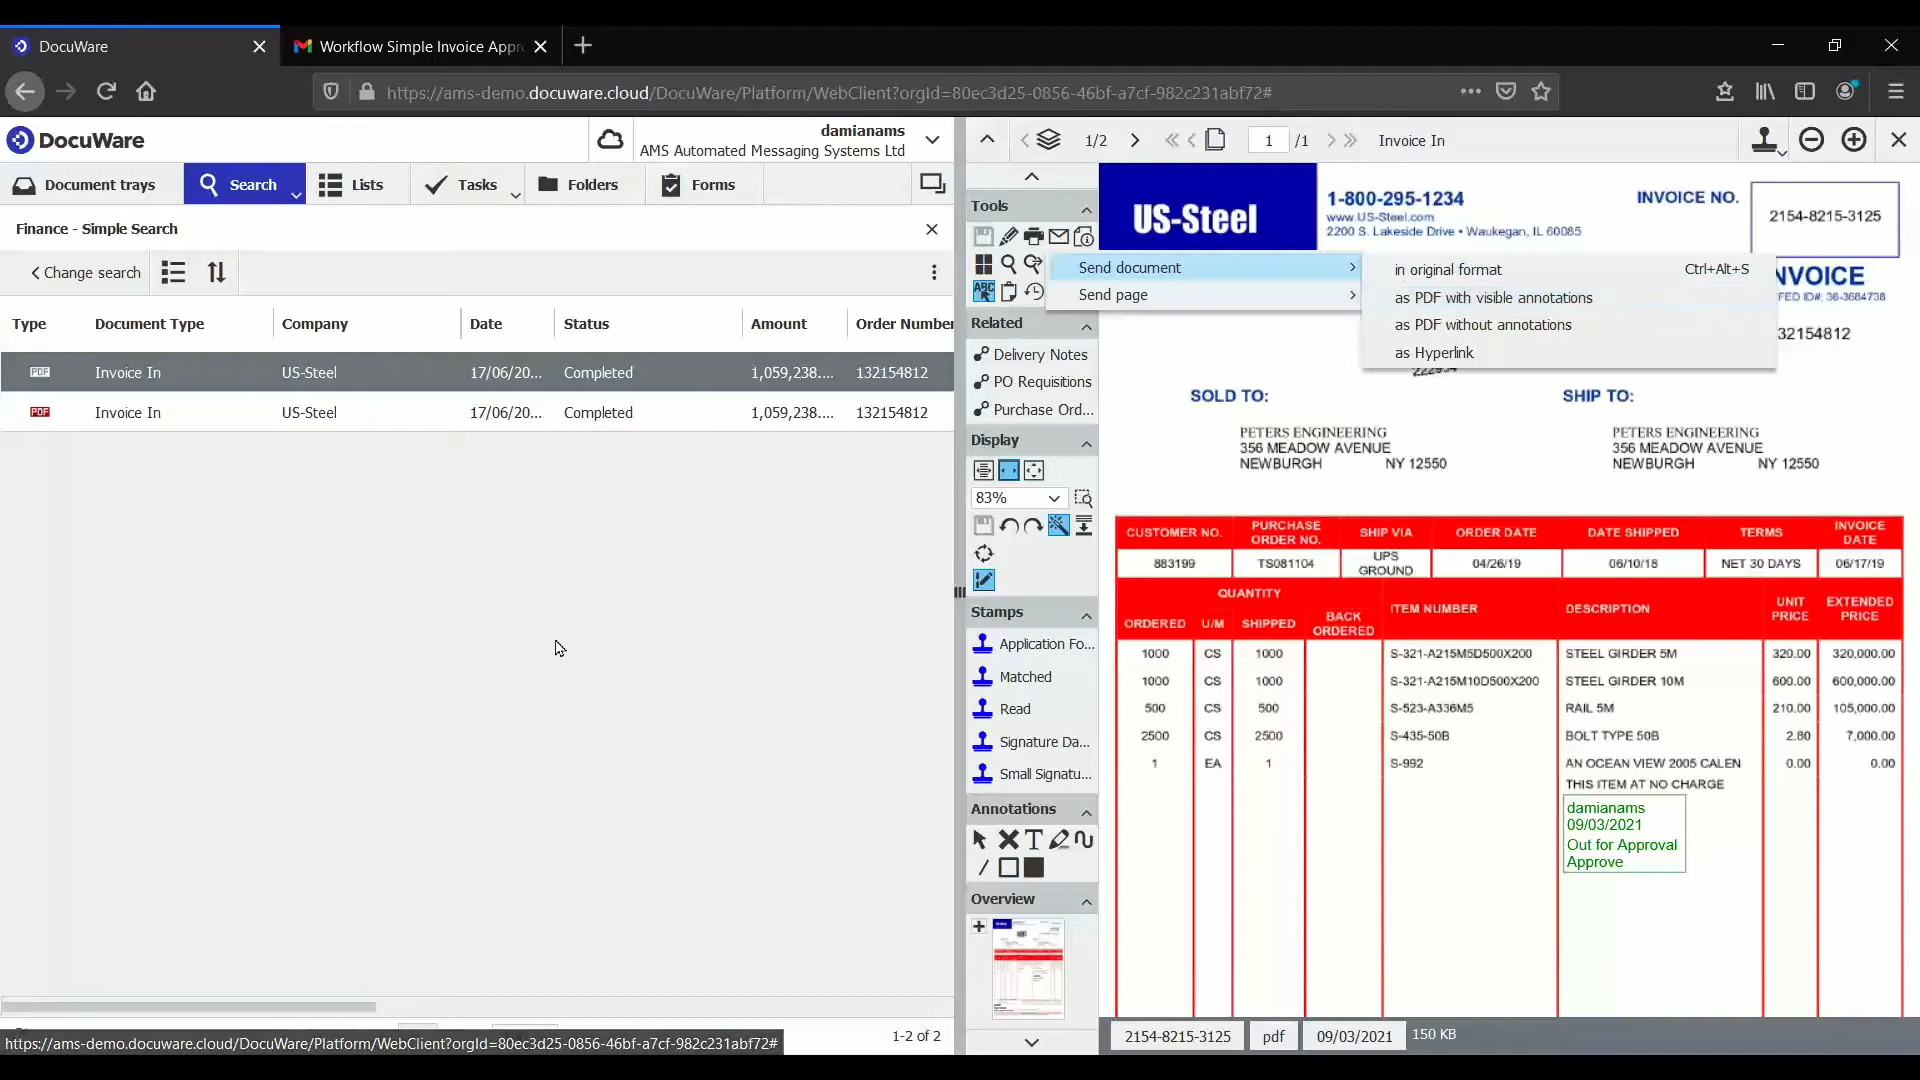 DocuWare
Workflow Simple Invoice Appr
https://ams-demo.docuware.cloud/DocuWare/Platform/WebClient?orgId=80ec3d25-0856-46bf-a7cf-982c231abf72#
DocuWare
damianams
AMS Automated Messaging Systems Ltd
Document trays
Search
Lists
Tasks
Folders
Forms
Finance - Simple Search
Change search
Type Document Type Company Date Status Amount Order Number
PDF Invoice In US-Steel 17/06/20... Completed 1,059,238.... 132154812
PDF Invoice In US-Steel 17/06/20... Completed 1,059,238.... 132154812
https://ams-demo.docuware.cloud/DocuWare/Platform/WebClient?orgId=80ec3d25-0856-46bf-a7cf-982c231abf72#
1-2 of 2
1/2
1 /1
Invoice In
Tools
ABC
Send document
Send page
in original format Ctrl+Alt+S
as PDF with visible annotations
as PDF without annotations
as Hyperlink
Related
Delivery Notes
PO Requisitions
Purchase Ord...
Display
83%
Stamps
Application Fo...
Matched
Read
Signature Da...
Small Signatu...
Annotations
T
Overview
US-Steel
1-800-295-1234
www.US-Steel.com
2200 S. Lakeside Drive • Waukegan, IL 60085
INVOICE NO.
2154-8215-3125
NVOICE
FED ID#: 36-3684738
32154812
SOLD TO:
PETERS ENGINEERING
356 MEADOW AVENUE
NEWBURGH NY 12550
SHIP TO:
PETERS ENGINEERING
356 MEADOW AVENUE
NEWBURGH NY 12550
CUSTOMER NO. PURCHASE ORDER NO. SHIP VIA ORDER DATE DATE SHIPPED TERMS INVOICE DATE
883199 TS081104 UPS GROUND 04/26/19 06/10/18 NET 30 DAYS 06/17/19
QUANTITY
ORDERED U/M SHIPPED BACK ORDERED ITEM NUMBER DESCRIPTION UNIT PRICE EXTENDED PRICE
1000 CS 1000 S-321-A215M5D500X200 STEEL GIRDER 5M 320.00 320,000.00
1000 CS 1000 S-321-A215M10D500X200 STEEL GIRDER 10M 600.00 600,000.00
500 CS 500 S-523-A336M5 RAIL 5M 210.00 105,000.00
2500 CS 2500 S-435-50B BOLT TYPE 50B 2.80 7,000.00
1 EA 1 S-992 AN OCEAN VIEW 2005 CALEN 0.00 0.00
THIS ITEM AT NO CHARGE
damianams
09/03/2021
Out for Approval
Approve
2154-8215-3125
pdf
09/03/2021
150 KB